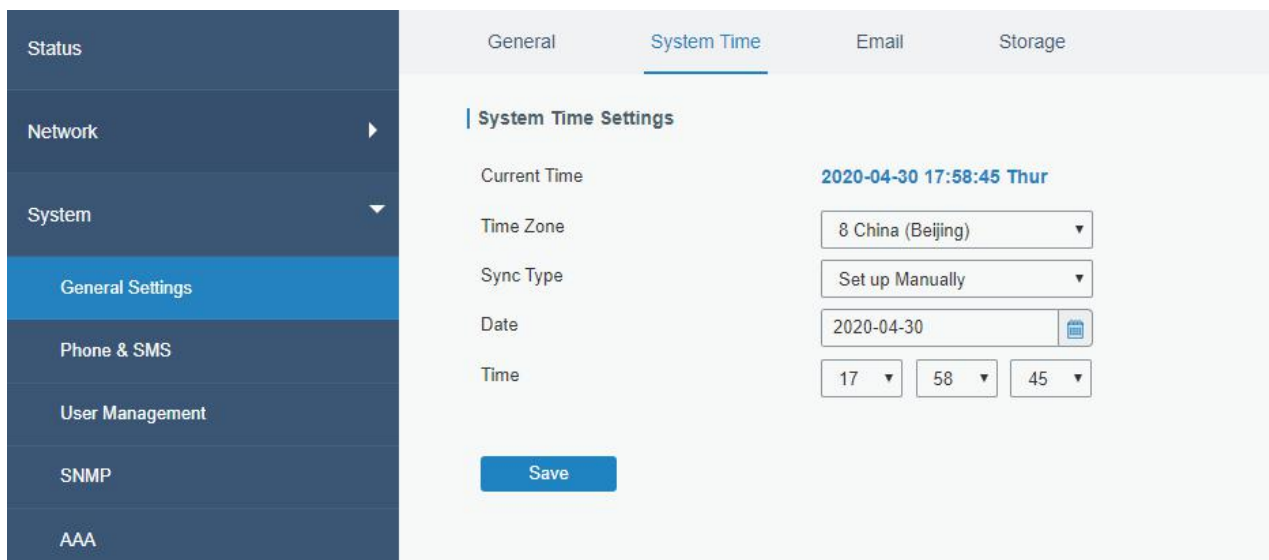 Status
Network
System
General Settings
Phone & SMS
User Management
SNMP
AAA
General System Time Email Storage
System Time Settings
Current Time 2020-04-30 17:58:45 Thur
Time Zone 8 China (Beijing)
Sync Type Set up Manually
Date 2020-04-30
Time 17 58 45
Save